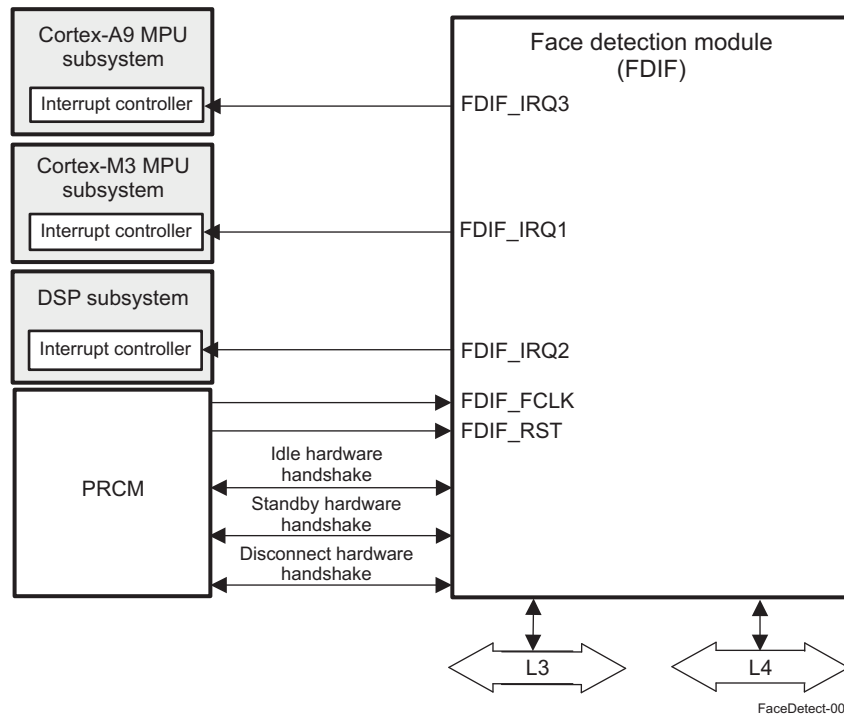 Cortex-A9 MPU
subsystem
Interrupt controller
Cortex-M3 MPU
subsystem
Interrupt controller
DSP subsystem
Interrupt controller
PRCM
Face detection module
(FDIF)
FDIF_IRQ3
FDIF_IRQ1
FDIF_IRQ2
FDIF_FCLK
FDIF_RST
Idle hardware
handshake
Standby hardware
handshake
Disconnect hardware
handshake
L3
L4
FaceDetect-00